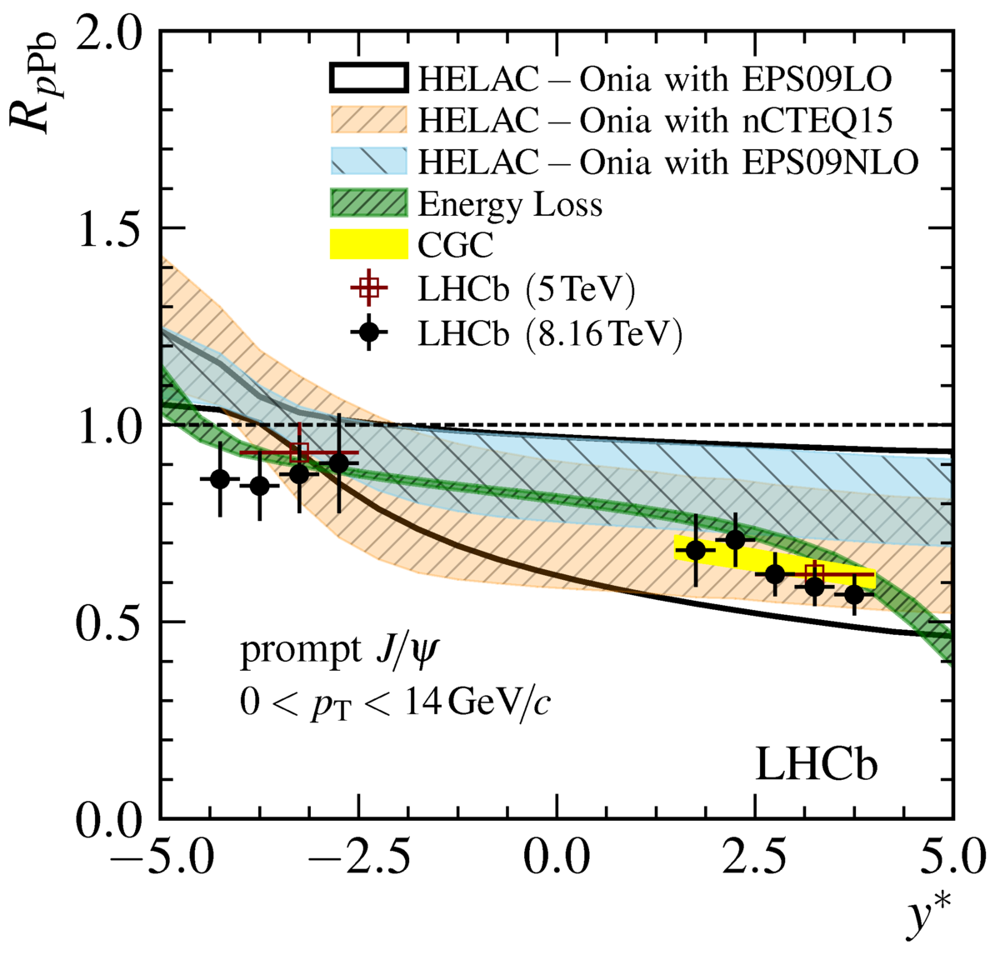 2.0
R_pPb
HELAC − Onia with EPS09LO
HELAC − Onia with nCTEQ15
HELAC − Onia with EPS09NLO
Energy Loss
CGC
LHCb (5 TeV)
LHCb (8.16 TeV)
1.5
1.0
0.5
prompt J/ψ
0 < p_T < 14 GeV/c
LHCb
0.0
−5.0 −2.5 0.0 2.5 5.0
y*